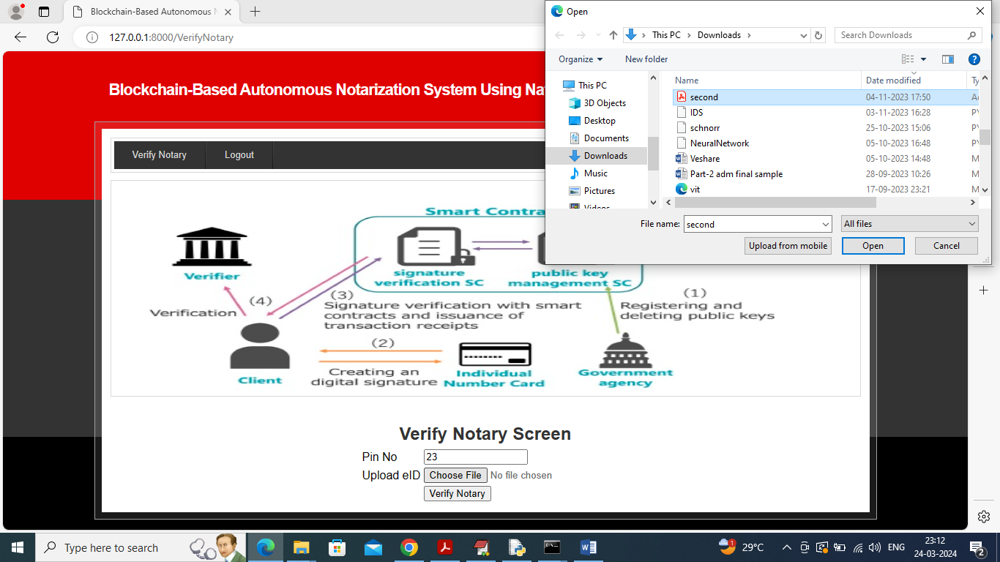 Blockchain-Based Autonomous N
127.0.0.1:8000/VerifyNotary
Blockchain-Based Autonomous Notarization System Using Na
Verify Notary
Logout
Smart Contra
signature
verification SC
public key
management SC
Verifier
Verification
(4)
(3)
Signature verification with smart
contracts and issuance of
transaction receipts
(1)
Registering and
deleting public keys
(2)
Creating an
digital signature
Client
Individual
Number Card
Government
agency
Verify Notary Screen
Pin No 23
Upload eID Choose File No file chosen
Verify Notary
Open
This PC > Downloads >
Search Downloads
Organize New folder
This PC
3D Objects
Desktop
Documents
Downloads
Music
Pictures
Videos
Name Date modified Ty
second 04-11-2023 17:50
IDS 03-11-2023 16:28
schnorr 25-10-2023 15:06
NeuralNetwork 05-10-2023 16:48
Veshare 05-10-2023 14:48 M
Part-2 adm final sample 28-09-2023 10:26 M
vit 17-09-2023 23:21 M
File name: second All files
Upload from mobile Open Cancel
Type here to search
29°C
ENG
23:12
24-03-2024
2